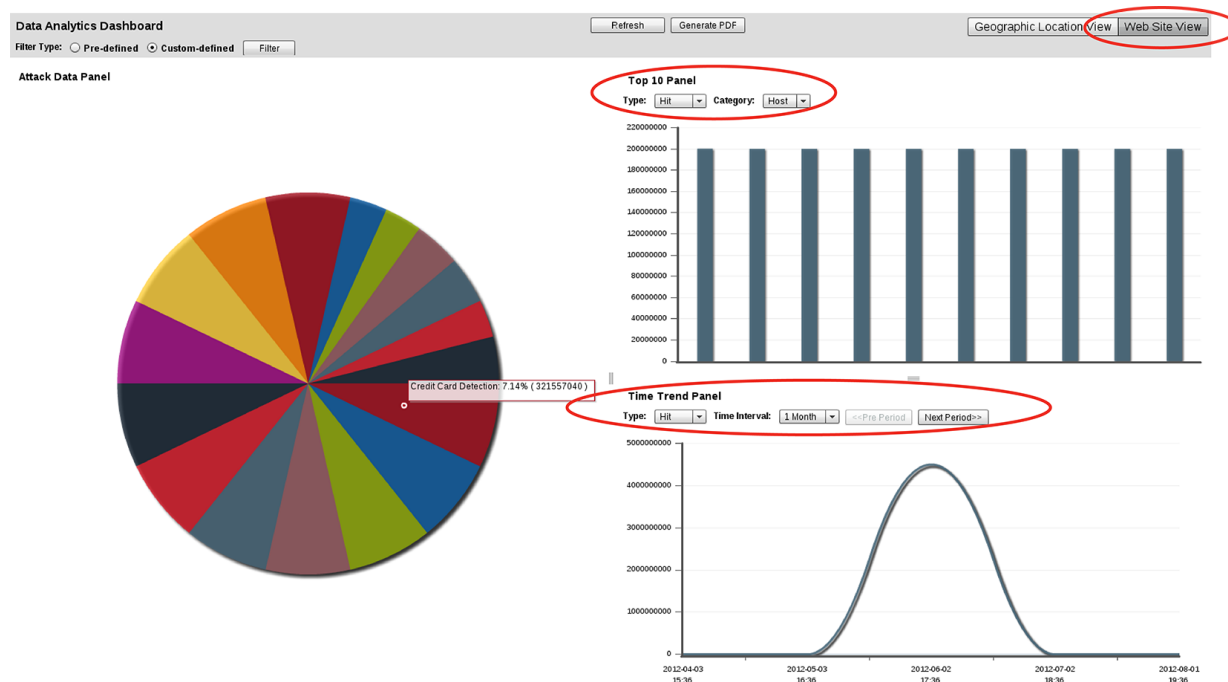 Data Analytics Dashboard
Refresh
Generate PDF
Geographic Location View
Web Site View
Filter Type:
Pre-defined
Custom-defined
Filter
Attack Data Panel
Credit Card Detection: 7.14% ( 321557040 )
Top 10 Panel
Type: Hit Category: Host
220000000
200000000
180000000
160000000
140000000
120000000
100000000
80000000
60000000
40000000
20000000
0
Time Trend Panel
Type: Hit Time Interval: 1 Month <<Pre Period Next Period>>
5000000000
4000000000
3000000000
2000000000
1000000000
0
2012-04-03 2012-05-03 2012-06-02 2012-07-02 2012-08-01
15:36 16:36 17:36 18:36 19:36